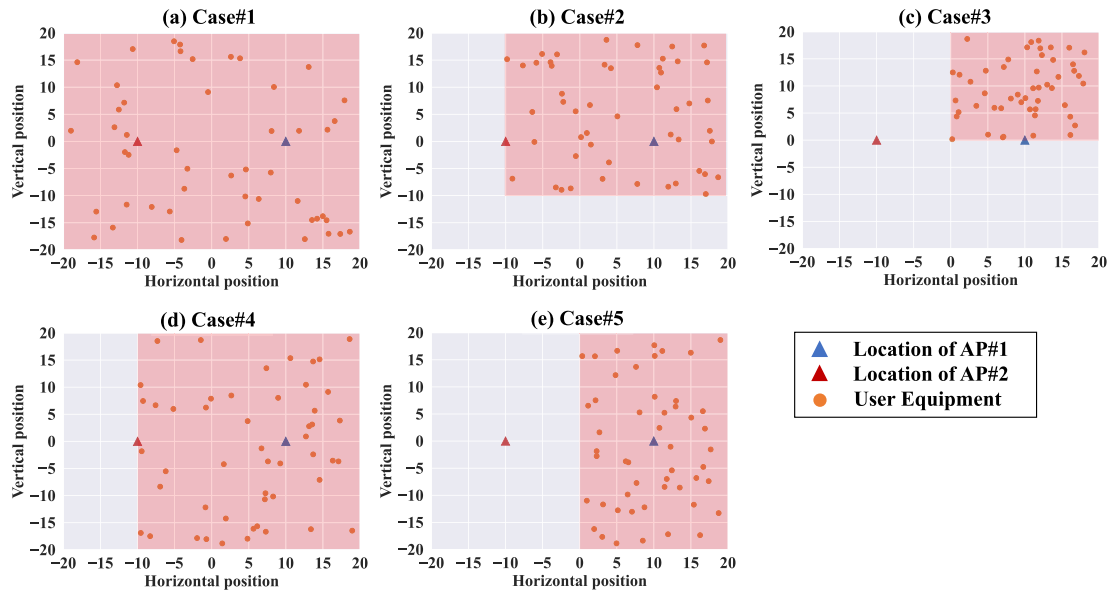 (a) Case#1
20
15
10
5
0
−5
−10
−15
−20
Vertical position
−20 −15 −10 −5 0 5 10 15 20
Horizontal position
(b) Case#2
20
15
10
5
0
−5
−10
−15
−20
Vertical position
−20 −15 −10 −5 0 5 10 15 20
Horizontal position
(c) Case#3
20
15
10
5
0
−5
−10
−15
−20
Vertical position
−20 −15 −10 −5 0 5 10 15 20
Horizontal position
(d) Case#4
20
15
10
5
0
−5
−10
−15
−20
Vertical position
−20 −15 −10 −5 0 5 10 15 20
Horizontal position
(e) Case#5
20
15
10
5
0
−5
−10
−15
−20
Vertical position
−20 −15 −10 −5 0 5 10 15 20
Horizontal position
Location of AP#1
Location of AP#2
User Equipment